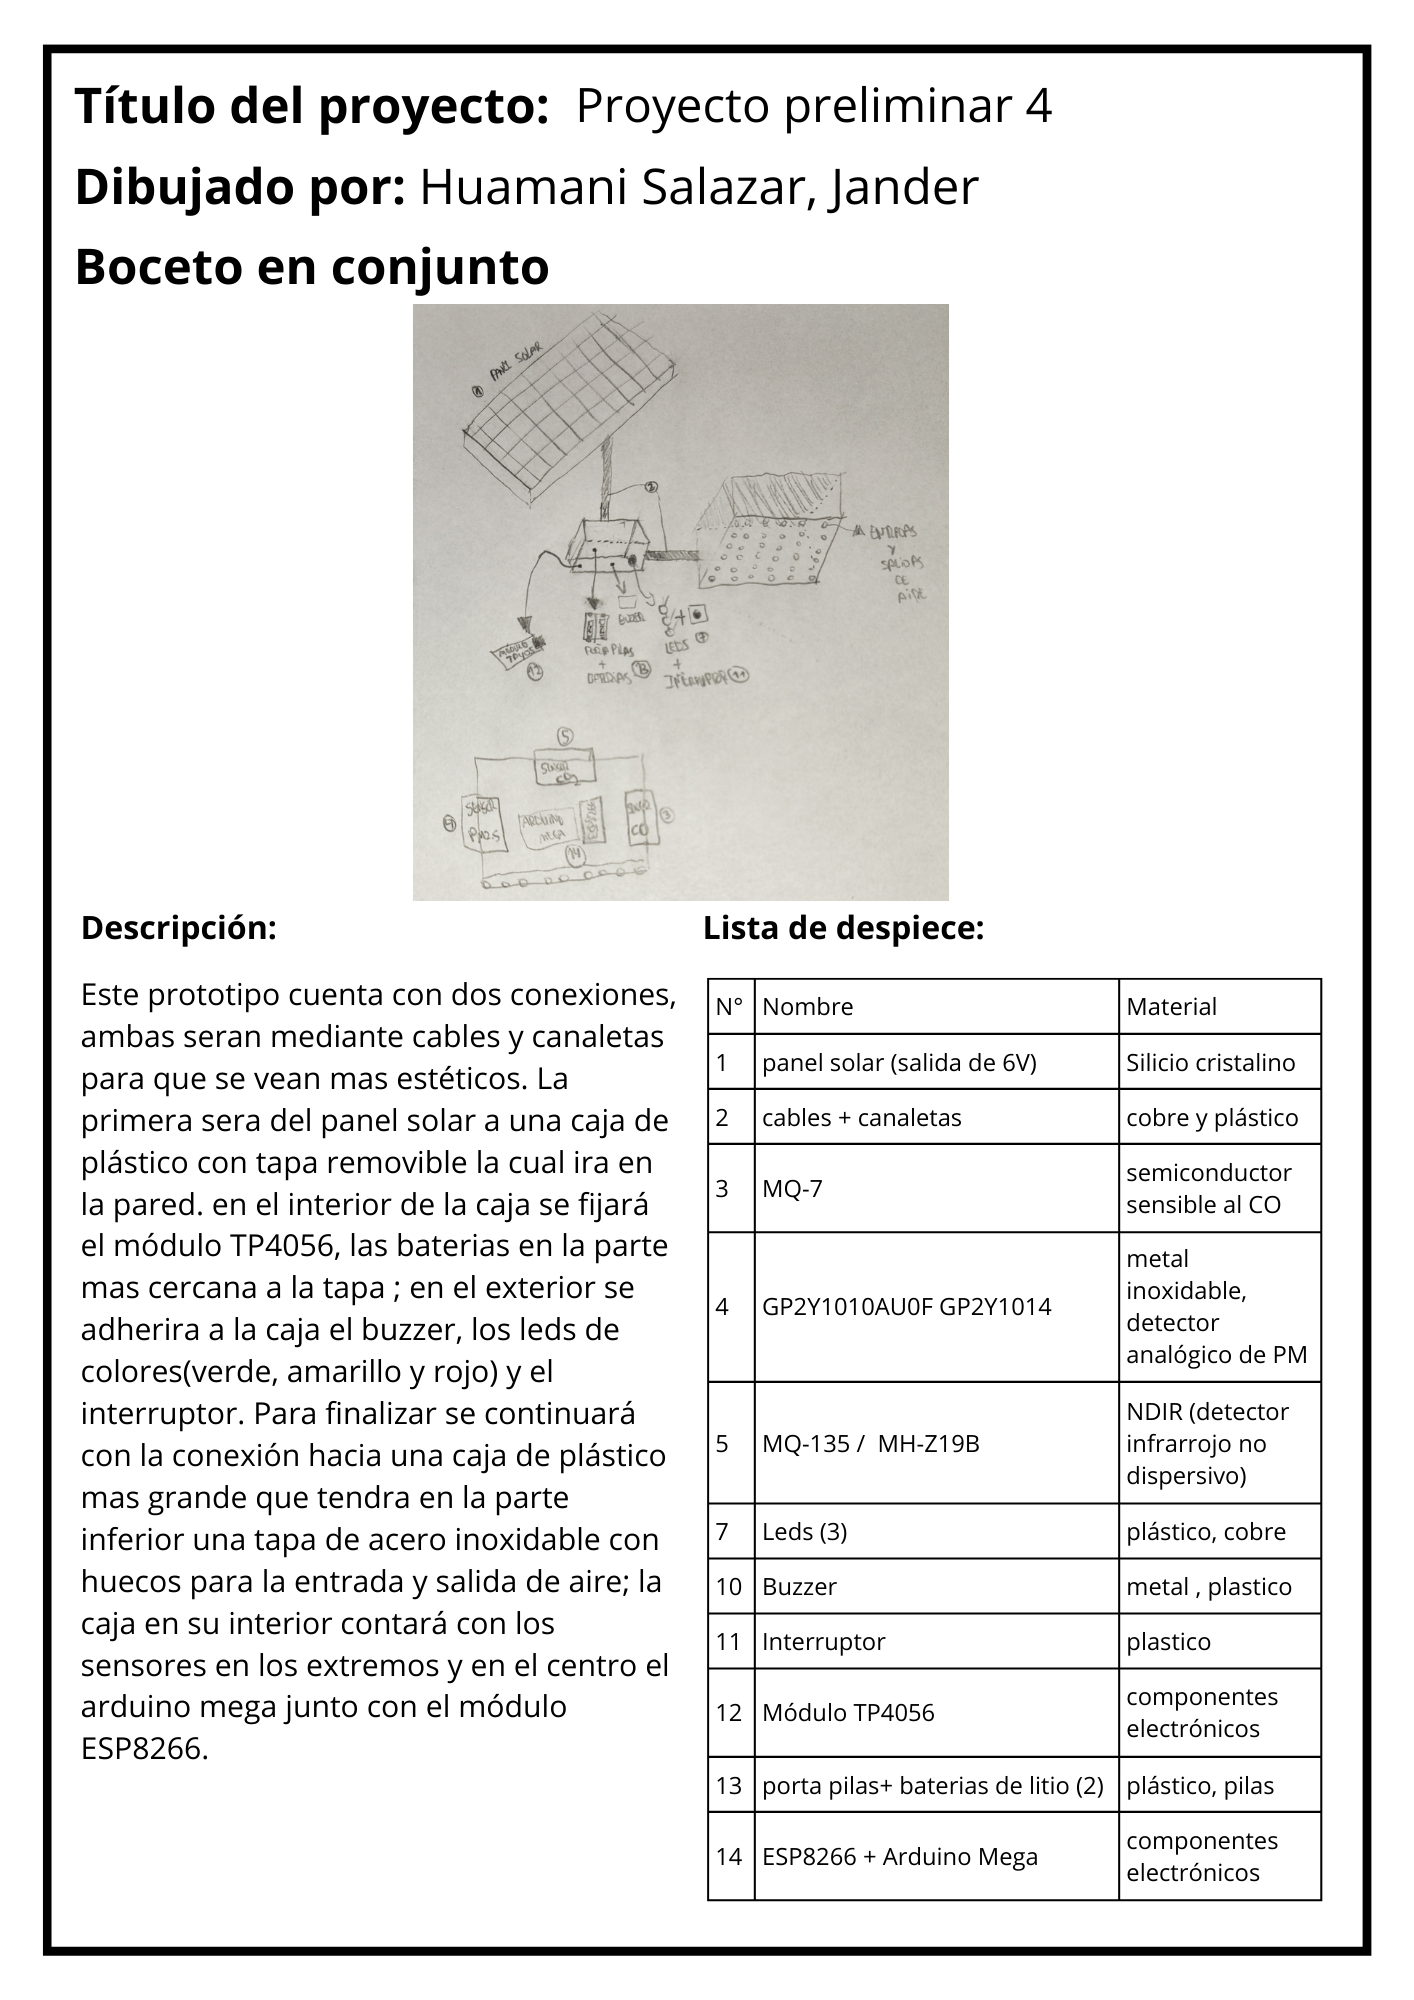 Título del proyecto: Proyecto preliminar 4
Dibujado por: Huamani Salazar, Jander
Boceto en conjunto
1 PANL SOLAR
2
ENTRADAS
Y
SALIDAS
DE
AIRE
BUZZER
MODULO
12
+
13
LEDS
7
+
INTERRUPTOR 11
5
SENSOR
CO2
SENSOR
PM2.5
ARDUINO
MEGA
ESP8266
CO
3
14
Descripción:
Este prototipo cuenta con dos conexiones,
ambas seran mediante cables y canaletas
para que se vean mas estéticos. La
primera sera del panel solar a una caja de
plástico con tapa removible la cual ira en
la pared. en el interior de la caja se fijará
el módulo TP4056, las baterias en la parte
mas cercana a la tapa ; en el exterior se
adherira a la caja el buzzer, los leds de
colores(verde, amarillo y rojo) y el
interruptor. Para finalizar se continuará
con la conexión hacia una caja de plástico
mas grande que tendra en la parte
inferior una tapa de acero inoxidable con
huecos para la entrada y salida de aire; la
caja en su interior contará con los
sensores en los extremos y en el centro el
arduino mega junto con el módulo
ESP8266.
Lista de despiece:
N° Nombre Material
1 panel solar (salida de 6V) Silicio cristalino
2 cables + canaletas cobre y plástico
3 MQ-7 semiconductor
sensible al CO
4 GP2Y1010AU0F GP2Y1014 metal
inoxidable,
detector
analógico de PM
5 MQ-135 / MH-Z19B NDIR (detector
infrarrojo no
dispersivo)
7 Leds (3) plástico, cobre
10 Buzzer metal , plastico
11 Interruptor plastico
12 Módulo TP4056 componentes
electrónicos
13 porta pilas+ baterias de litio (2) plástico, pilas
14 ESP8266 + Arduino Mega componentes
electrónicos